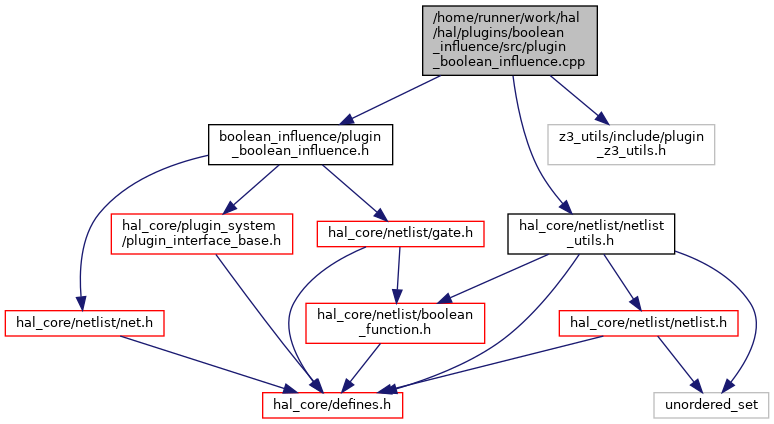 /home/runner/work/hal
/hal/plugins/boolean
_influence/src/plugin
_boolean_influence.cpp
boolean_influence/plugin
_boolean_influence.h
z3_utils/include/plugin
_z3_utils.h
hal_core/plugin_system
/plugin_interface_base.h
hal_core/netlist/gate.h
hal_core/netlist/netlist
_utils.h
hal_core/netlist/net.h
hal_core/netlist/boolean
_function.h
hal_core/netlist/netlist.h
hal_core/defines.h
unordered_set